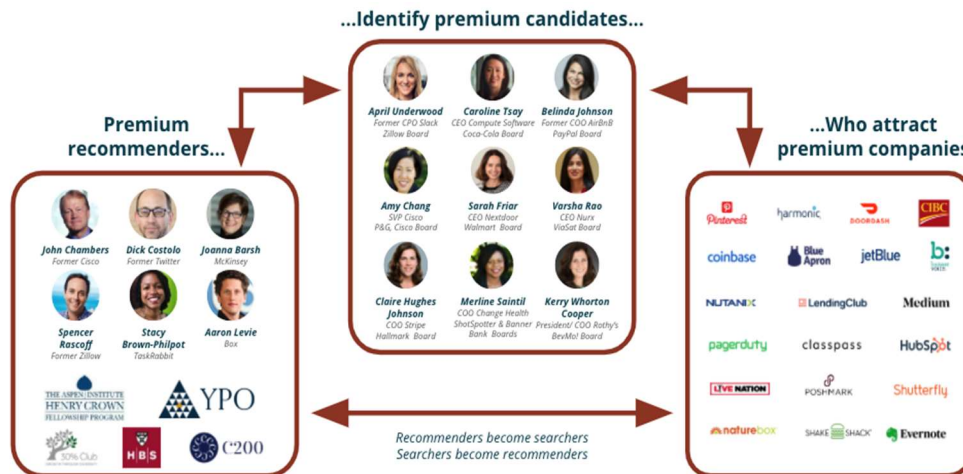 ...Identify premium candidates...
Premium
recommenders...
...Who attract
premium companies
April Underwood
Former CPO Slack
Zillow Board
Caroline Tsay
CEO Compute Software
Coca-Cola Board
Belinda Johnson
Former COO AirBnB
PayPal Board
Amy Chang
SVP Cisco
P&G, Cisco Board
Sarah Friar
CEO Nextdoor
Walmart Board
Varsha Rao
CEO Nurx
ViaSat Board
Claire Hughes
Johnson
COO Stripe
Hallmark Board
Merline Saintil
COO Change Health
ShotSpotter & Banner
Bank Boards
Kerry Whorton
Cooper
President/ COO Rothy's
BevMo! Board
John Chambers
Former Cisco
Dick Costolo
Former Twitter
Joanna Barsh
McKinsey
Spencer
Rascoff
Former Zillow
Stacy
Brown-Philpot
TaskRabbit
Aaron Levie
Box
THE ASPEN INSTITUTE
HENRY CROWN
FELLOWSHIP PROGRAM
YPO
30% Club
HBS
C200
Pinterest
harmonic
DOORDASH
CIBC
coinbase
Blue
Apron
jetBlue
b:
NUTANIX
LendingClub
Medium
pagerduty
classpass
HubSpot
LIVE NATION
POSHMARK
Shutterfly
naturebox
SHAKE SHACK
Evernote
Recommenders become searchers
Searchers become recommenders